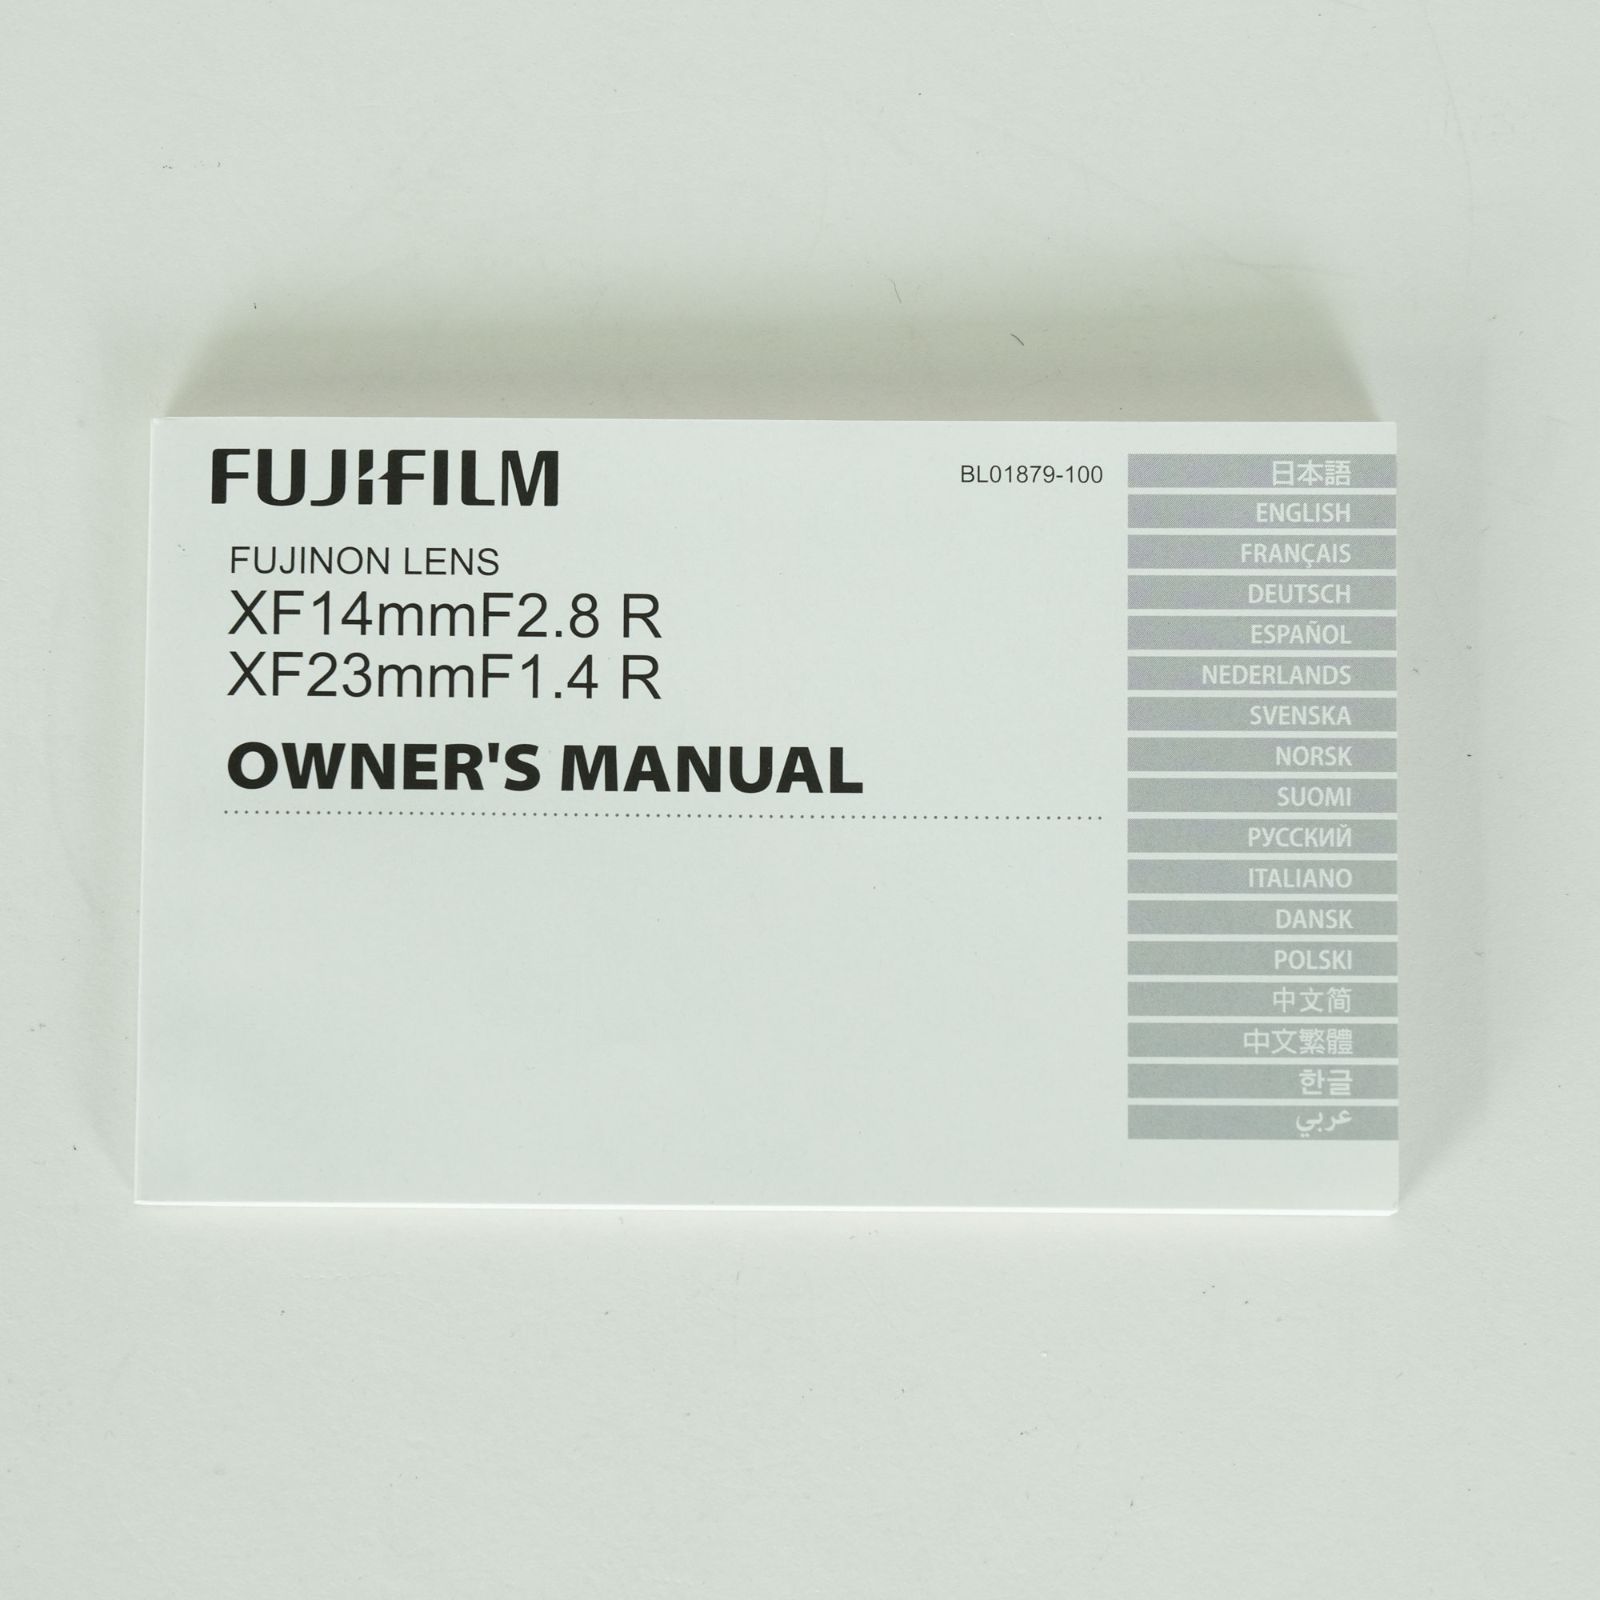 FUJIFILM
FUJINON LENS
XF14mmF2.8 R
XF23mmF1.4 R
OWNER'S MANUAL
BL01879-100
日本語
ENGLISH
FRANÇAIS
DEUTSCH
ESPAÑOL
NEDERLANDS
SVENSKA
NORSK
SUOMI
РУССКИЙ
ITALIANO
DANSK
POLSKI
中文简
中文繁體
한글
عربي